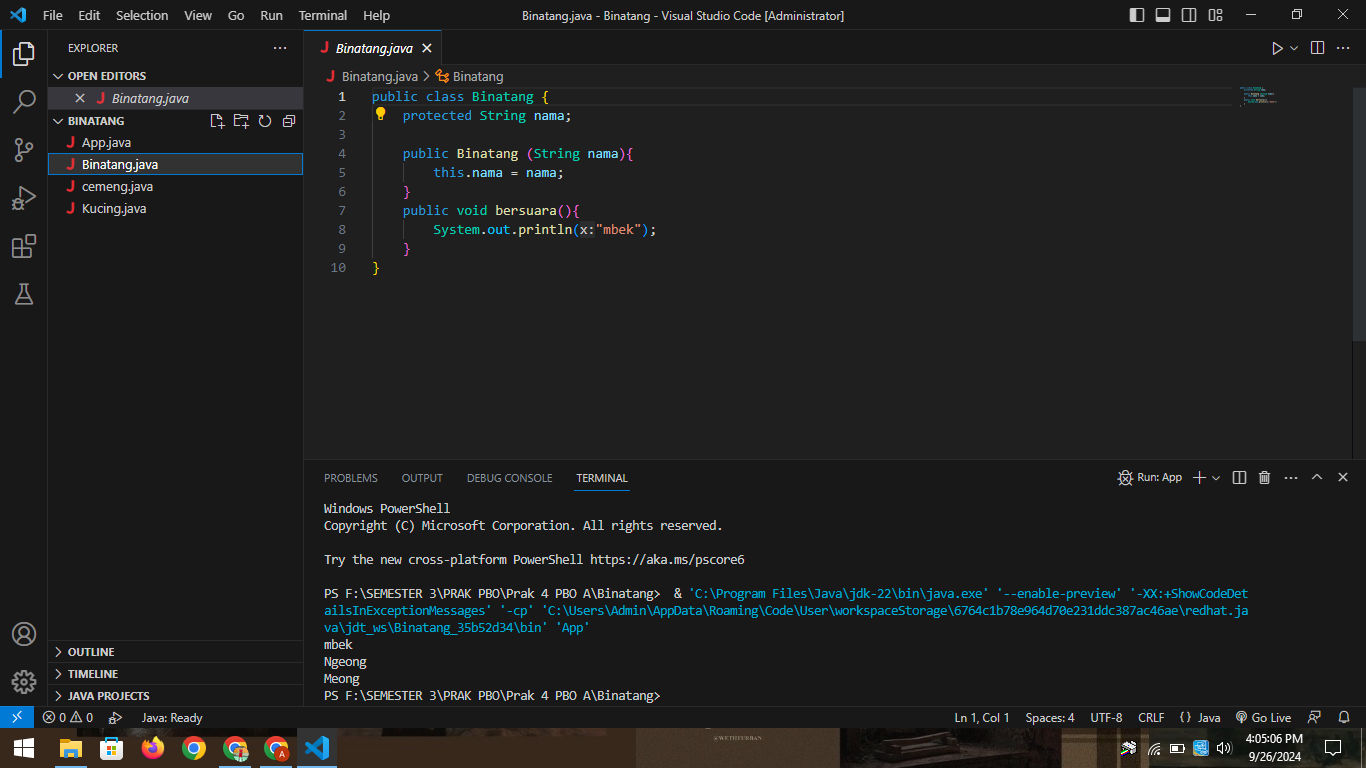 File Edit Selection View Go Run Terminal Help
Binatang.java - Binatang - Visual Studio Code [Administrator]
EXPLORER
OPEN EDITORS
Binatang.java
BINATANG
App.java
Binatang.java
cemeng.java
Kucing.java
OUTLINE
TIMELINE
JAVA PROJECTS
Binatang.java
Binatang.java > Binatang
1 public class Binatang {
2 protected String nama;
3
4 public Binatang (String nama){
5 this.nama = nama;
6 }
7 public void bersuara(){
8 System.out.println(x:"mbek");
9 }
10 }
PROBLEMS OUTPUT DEBUG CONSOLE TERMINAL
Run: App
Windows PowerShell
Copyright (C) Microsoft Corporation. All rights reserved.
Try the new cross-platform PowerShell https://aka.ms/pscore6
PS F:\SEMESTER 3\PRAK PBO\Prak 4 PBO A\Binatang> & 'C:\Program Files\Java\jdk-22\bin\java.exe' '--enable-preview' '-XX:+ShowCodeDet
ailsInExceptionMessages' '-cp' 'C:\Users\Admin\AppData\Roaming\Code\User\workspaceStorage\6764c1b78e964d70e231ddc387ac46ae\redhat.ja
va\jdt_ws\Binatang_35b52d34\bin' 'App'
mbek
Ngeong
Meong
PS F:\SEMESTER 3\PRAK PBO\Prak 4 PBO A\Binatang>
0 0 Java: Ready
Ln 1, Col 1 Spaces: 4 UTF-8 CRLF {} Java Go Live
@WEDHURBAN
4:05:06 PM
9/26/2024